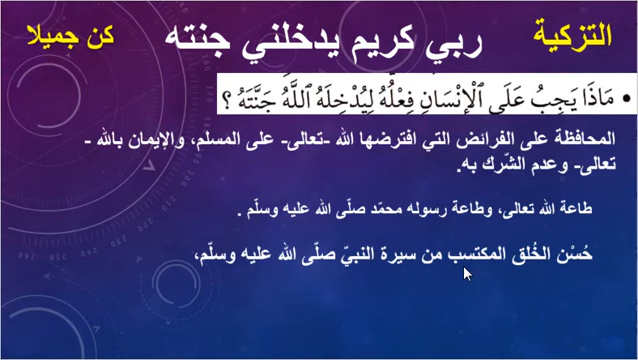 التزكية
ربي كريم يدخلني جنته
كن جميلا
• مَاذَا يَجِبُ عَلَى ٱلْإِنْسَانِ فِعْلُهُ لِيُدْخِلَهُ ٱللَّهُ جَنَّتَهُ ؟
المحافظة على الفرائض التي افترضها الله -تعالى- على المسلم، والإيمان بالله -
تعالى- وعدم الشّرك به.
طاعة الله تعالى، وطاعة رسوله محمّد صلّى الله عليه وسلّم .
حُسْن الخُلق المكتسب من سيرة النبيّ صلّى الله عليه وسلّم،